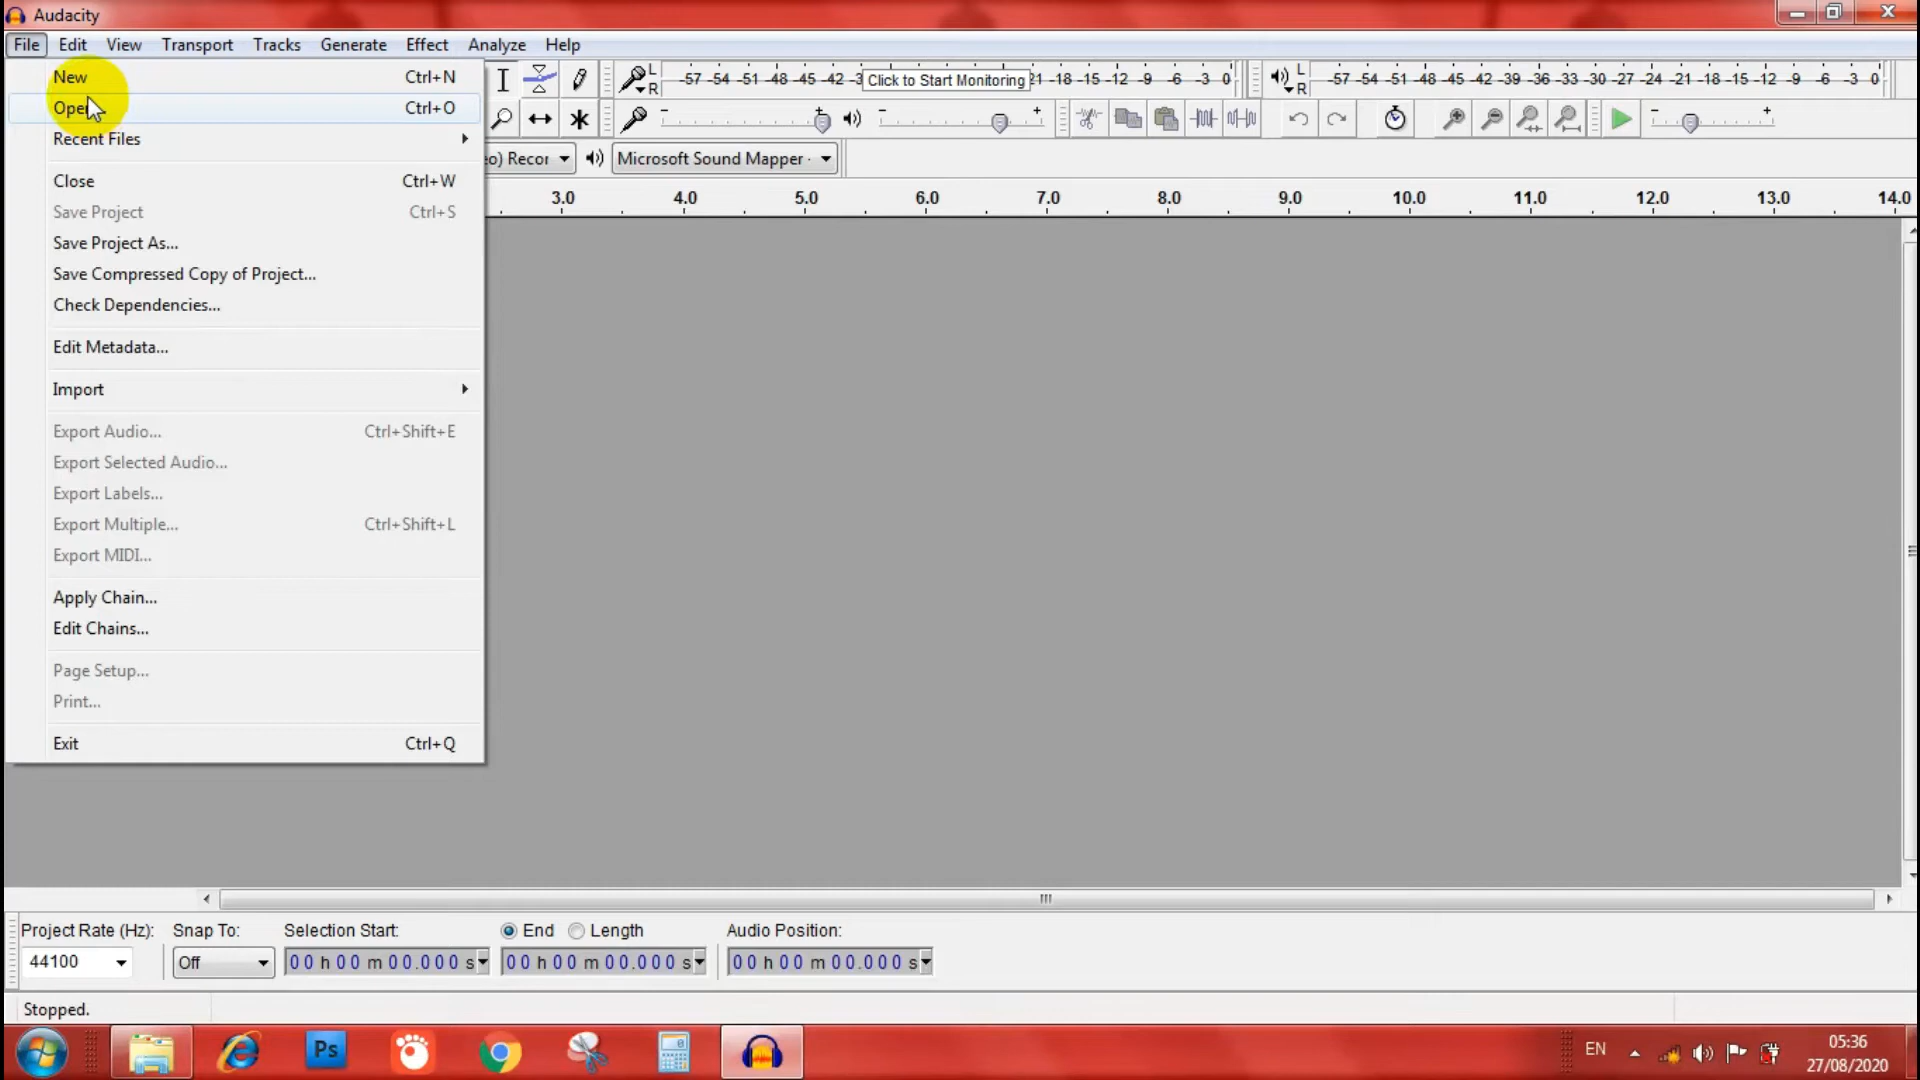 Audacity
File Edit View Transport Tracks Generate Effect Analyze Help
New Ctrl+N
Open... Ctrl+O
Recent Files
Close Ctrl+W
Save Project Ctrl+S
Save Project As...
Save Compressed Copy of Project...
Check Dependencies...
Edit Metadata...
Import
Export Audio... Ctrl+Shift+E
Export Selected Audio...
Export Labels...
Export Multiple... Ctrl+Shift+L
Export MIDI...
Apply Chain...
Edit Chains...
Page Setup...
Print...
Exit Ctrl+Q
L
R
-57 -54 -51 -48 -45 -42 -3 Click to Start Monitoring 21 -18 -15 -12 -9 -6 -3 0
L
R
-57 -54 -51 -48 -45 -42 -39 -36 -33 -30 -27 -24 -21 -18 -15 -12 -9 -6 -3 0
- + - + - +
eo) Recor Microsoft Sound Mapper -
3.0 4.0 5.0 6.0 7.0 8.0 9.0 10.0 11.0 12.0 13.0 14.0
Project Rate (Hz): Snap To: Selection Start: End Length Audio Position:
44100 Off 00 h 00 m 00.000 s 00 h 00 m 00.000 s 00 h 00 m 00.000 s
Stopped.
Ps
EN
05:36
27/08/2020